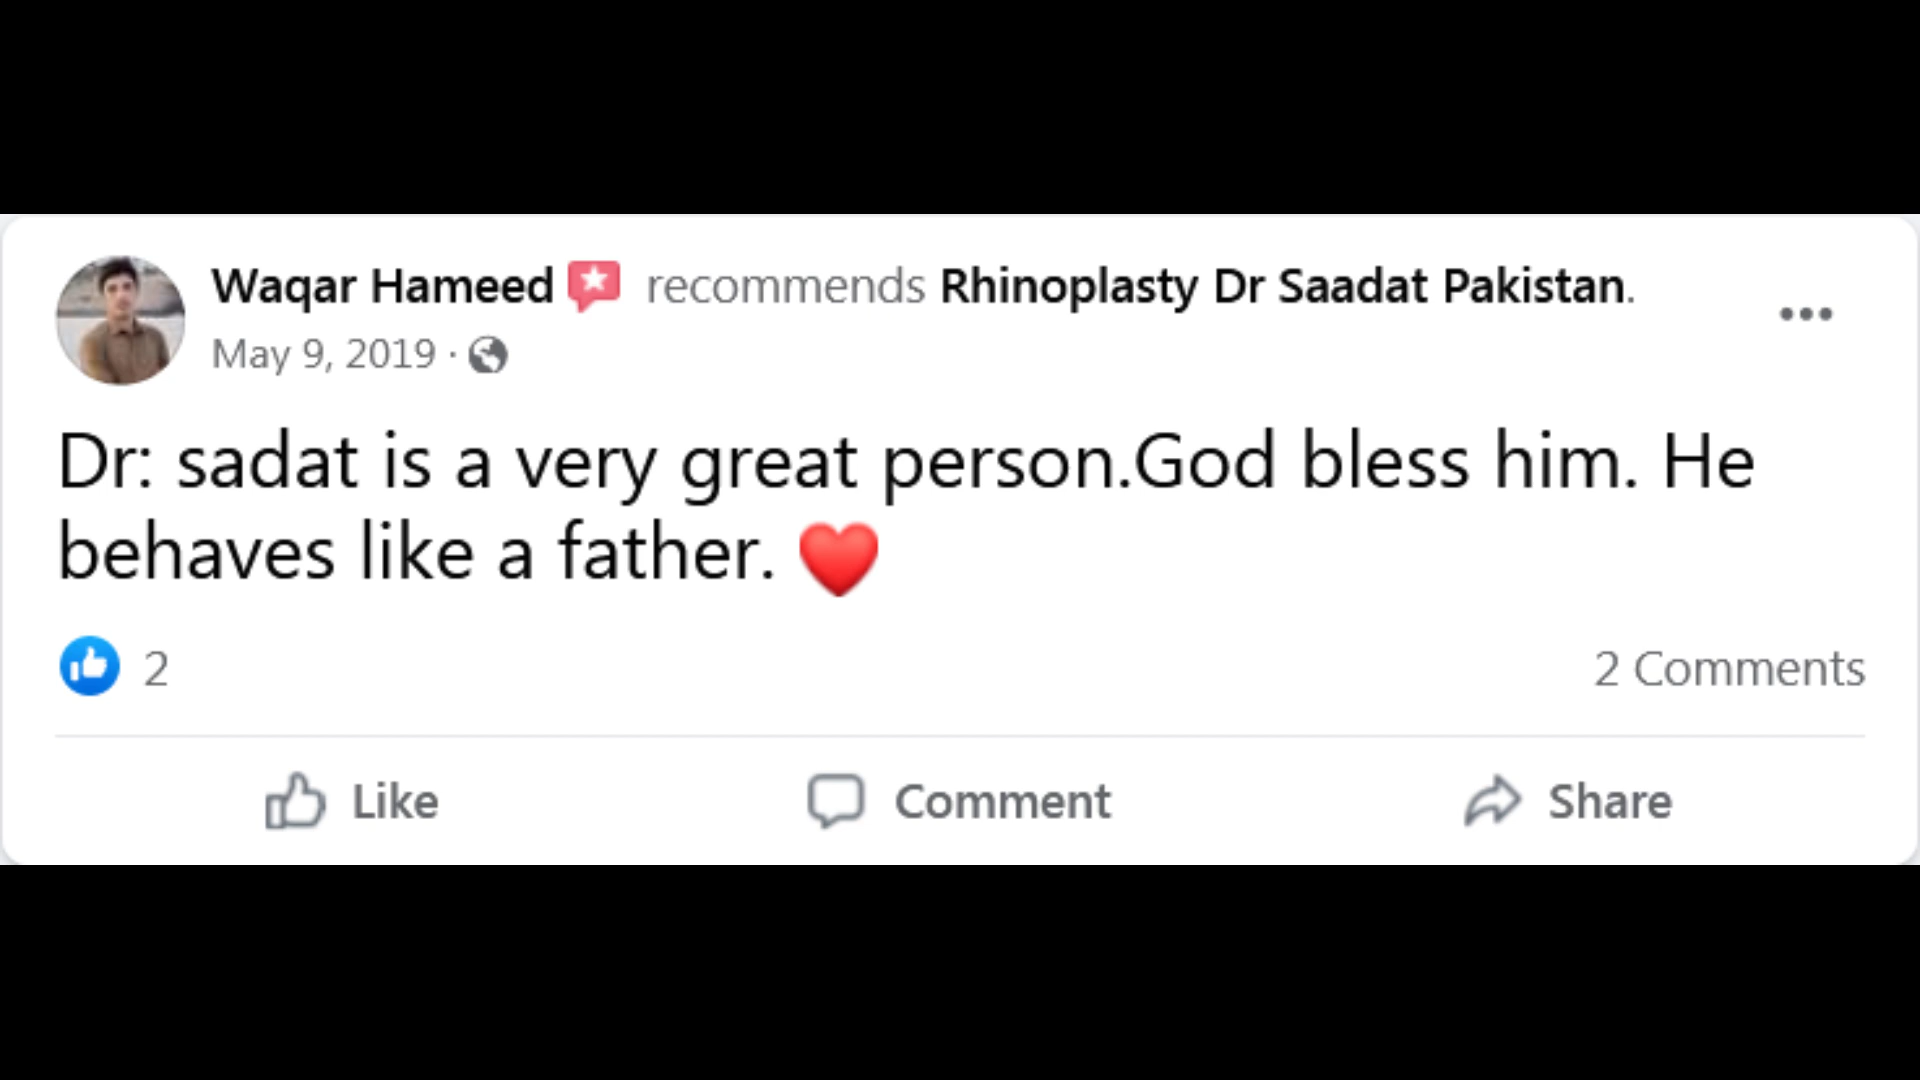 Waqar Hameed recommends Rhinoplasty Dr Saadat Pakistan.
May 9, 2019 ·
Dr: sadat is a very great person.God bless him. He
behaves like a father. ❤️
2
2 Comments
Like
Comment
Share